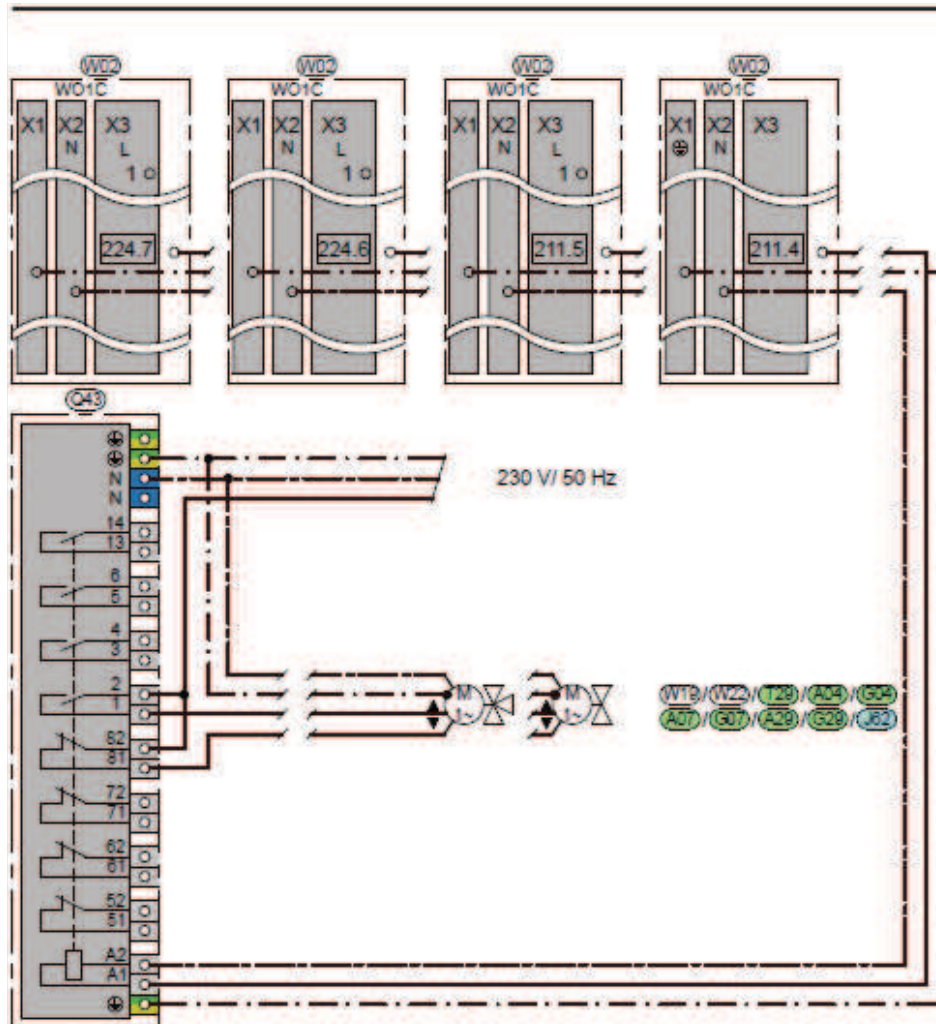 W02 W02 W02 W02
WO1C WO1C WO1C WO1C
X1 X2 X3 X1 X2 X3 X1 X2 X3 X1 X2 X3
N L N L N L N
1 1 1
224.7 224.6 211.5 211.4
Q43
N 230 V/ 50 Hz
N
14
13
6
5
4
3
2
1
M M
W19/W22/T29/A04/G04
1~ 1~
A07/G07/A29/G29/J62
82
81
72
71
62
61
52
51
A2
A1